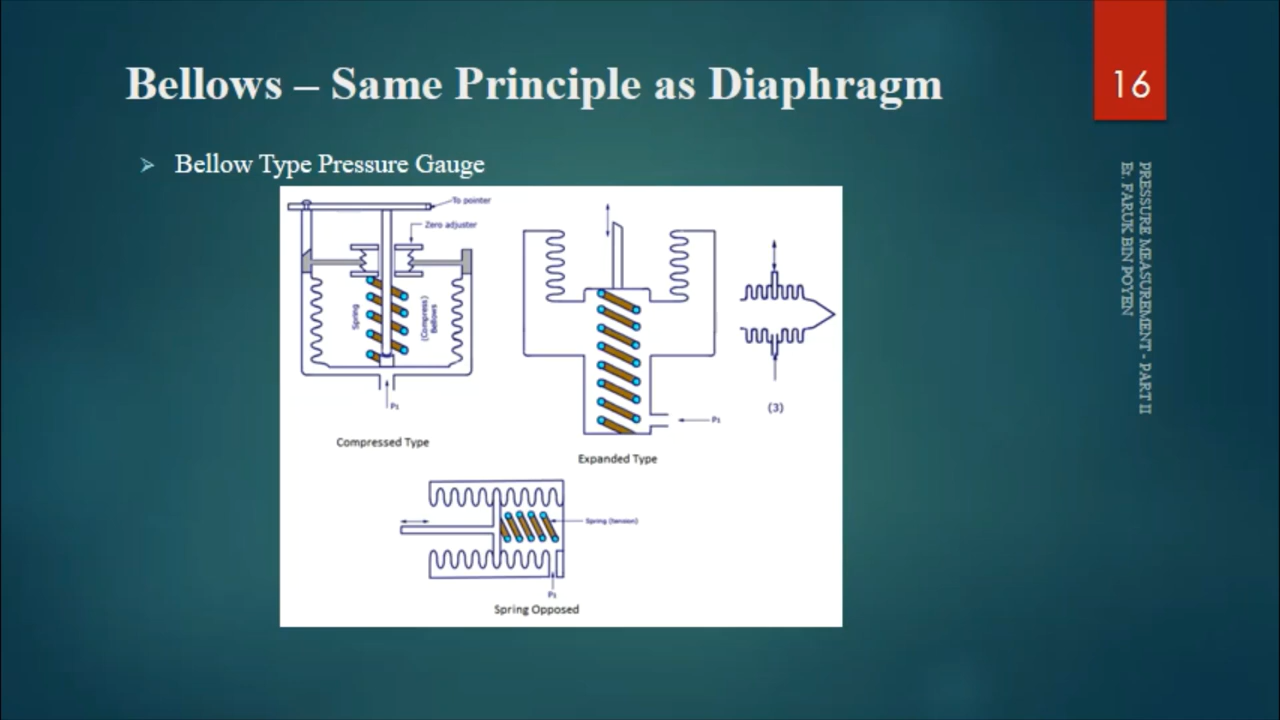 Bellows – Same Principle as Diaphragm
16
➢ Bellow Type Pressure Gauge
PRESSURE MEASUREMENT - PART II
Er. FARUK BIN POYEN
To pointer
Zero adjuster
Spring
(Compress)
Bellows
P₁
Compressed Type
P₁
Expanded Type
(3)
Spring (tension)
P₁
Spring Opposed